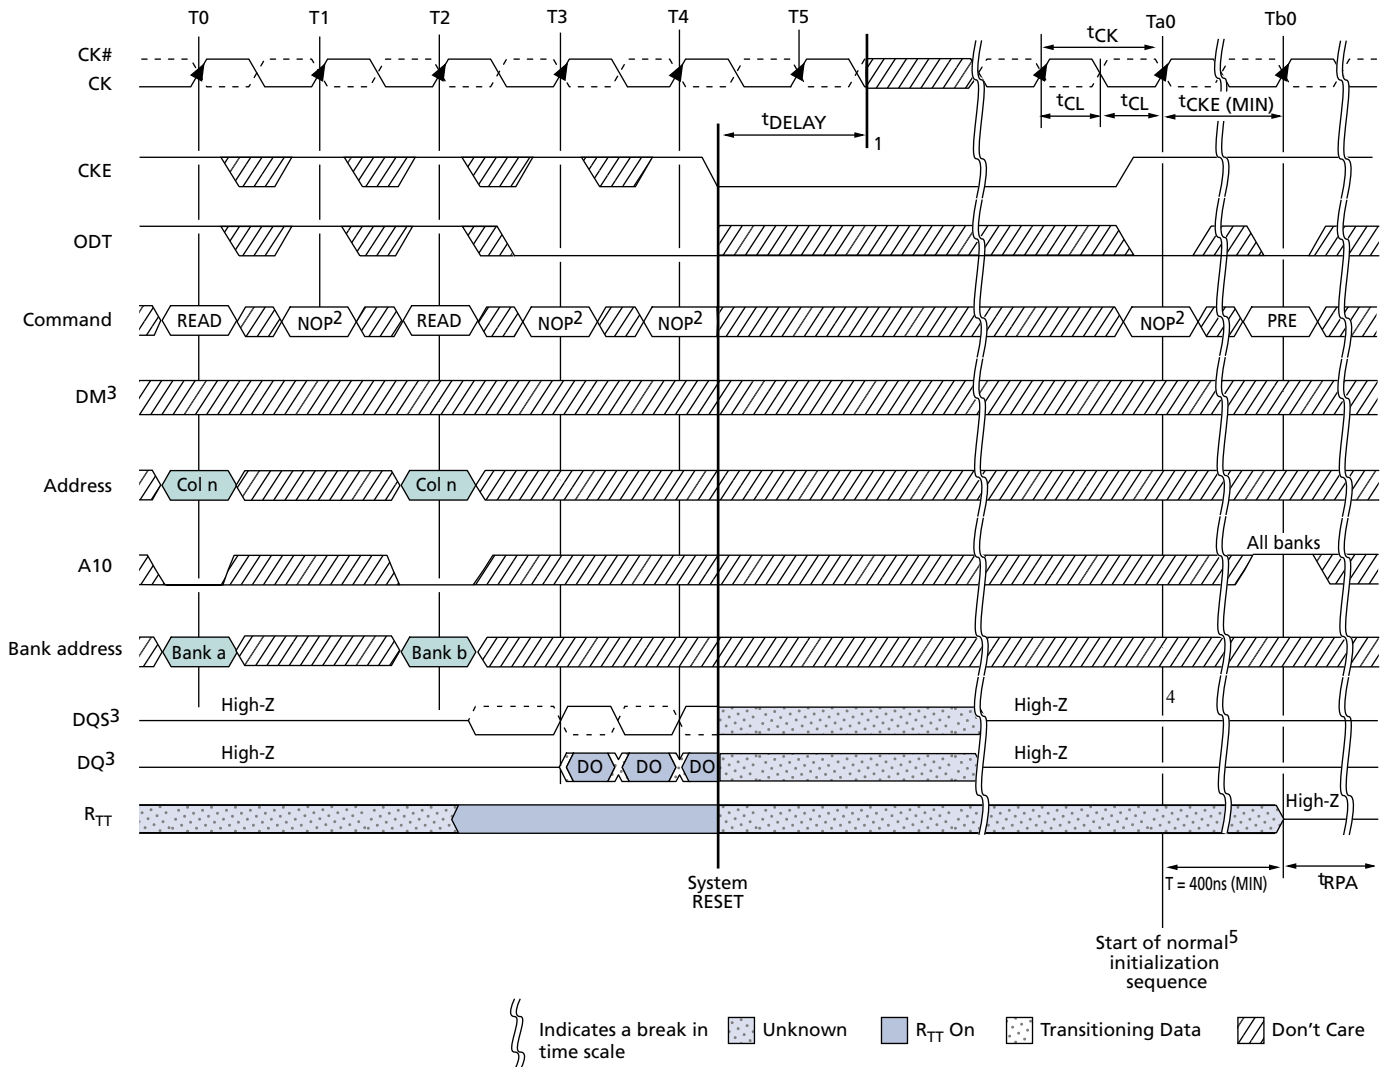 T0 T1 T2 T3 T4 T5 Ta0 Tb0
CK#
CK
tCK
tCL tCL tCKE (MIN)
tDELAY
1
CKE
ODT
Command READ NOP2 READ NOP2 NOP2 NOP2 PRE
DM3
Address Col n Col n
A10 All banks
Bank address Bank a Bank b
DQS3 High-Z High-Z 4
DQ3 High-Z DO DO DO High-Z
RTT High-Z
System
RESET
T = 400ns (MIN) tRPA
Start of normal5
initialization
sequence
Indicates a break in
time scale
Unknown
RTT On
Transitioning Data
Don't Care